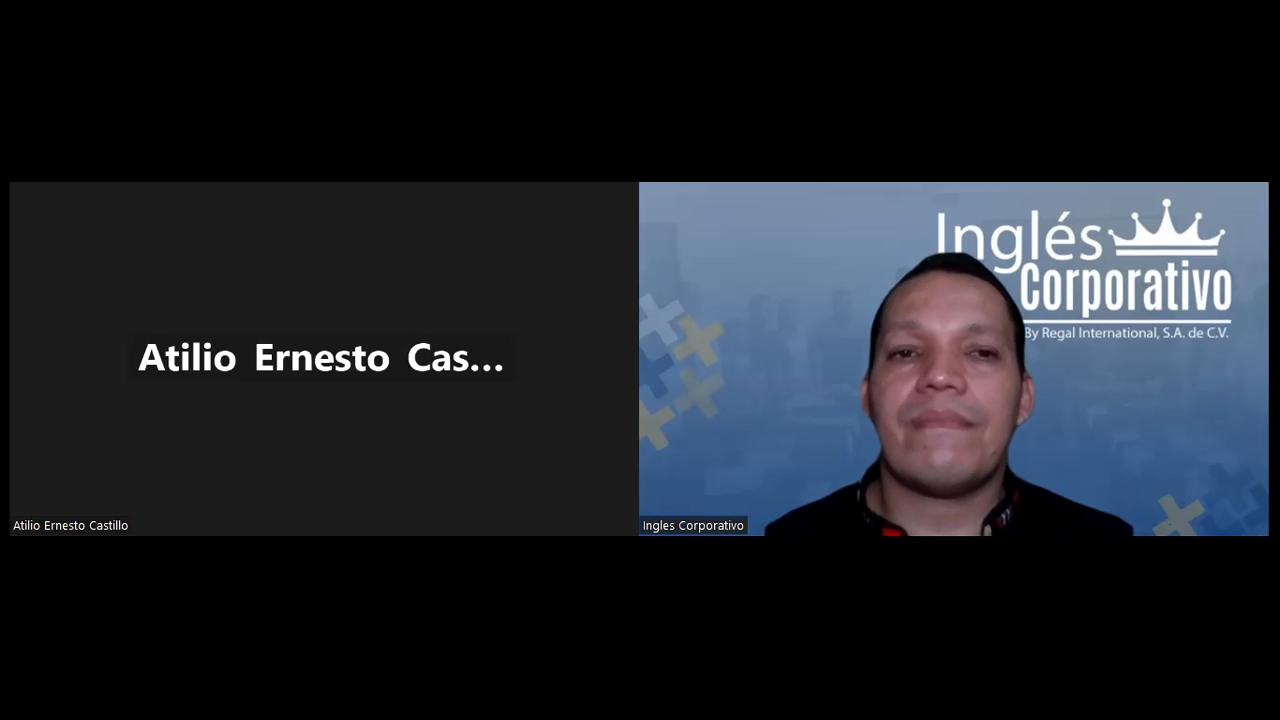 Atilio Ernesto Cas...
Atilio Ernesto Castillo
Inglés
Corporativo
By Regal International, S.A. de C.V.
Ingles Corporativo